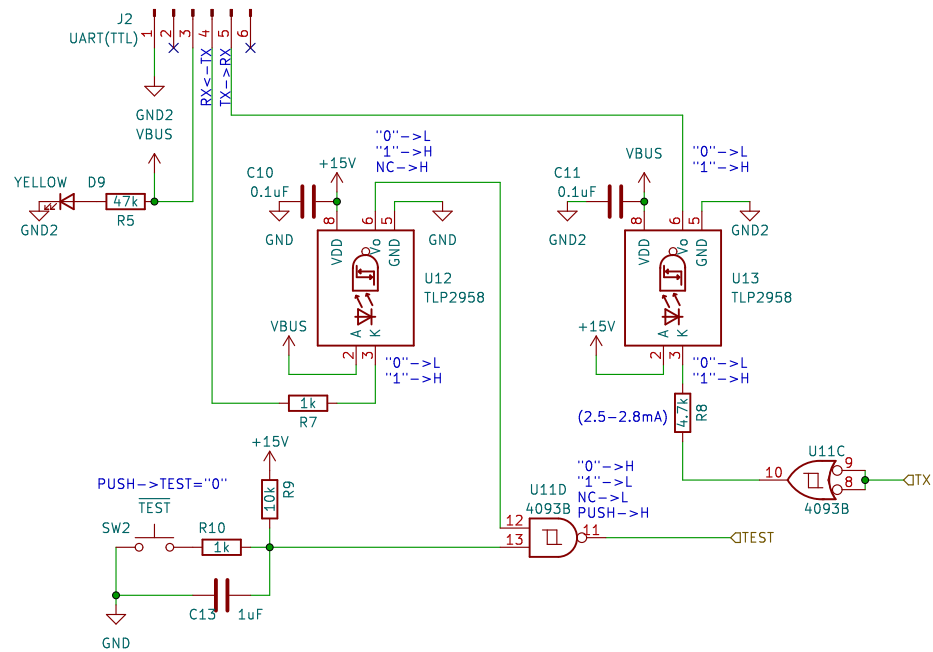 J2
UART(TTL)
1
2
3
4
5
6
RX<-TX
TX->RX
GND2
VBUS
YELLOW
D9
47k
R5
GND2
"0"->L
"1"->H
NC->H
C10
0.1uF
+15V
GND
8
6
5
GND
VDD
Vo
GND
U12
TLP2958
A
K
VBUS
2
3
"0"->L
"1"->H
1k
R7
C11
0.1uF
VBUS
"0"->L
"1"->H
GND2
8
6
5
GND2
VDD
Vo
GND
U13
TLP2958
A
K
+15V
2
3
"0"->L
"1"->H
(2.5-2.8mA)
4.7k
R8
+15V
10k
R9
PUSH->TEST="0"
TEST
SW2
R10
1k
C13
1uF
GND
"0"->H
"1"->L
NC->L
PUSH->H
U11D
4093B
12
13
11
TEST
U11C
4093B
10
9
8
TX